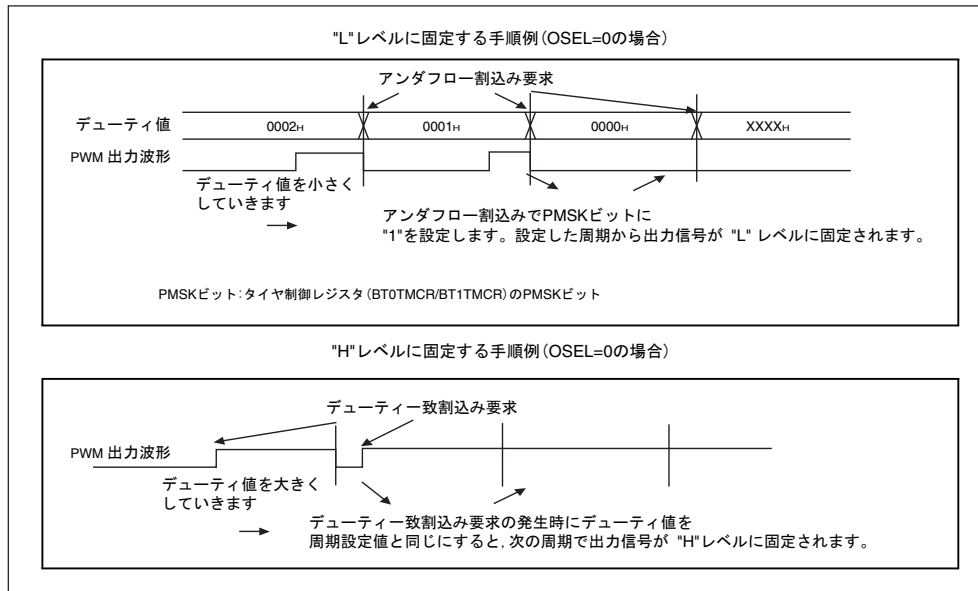 "L"レベルに固定する手順例(OSEL=0の場合)
アンダフロー割込み要求
デューティ値
0002H
0001H
0000H
XXXXH
PWM 出力波形
デューティ値を小さく
していきます
アンダフロー割込みでPMSKビットに
"1"を設定します。設定した周期から出力信号が "L" レベルに固定されます。
PMSKビット:タイヤ制御レジスタ(BT0TMCR/BT1TMCR)のPMSKビット
"H"レベルに固定する手順例(OSEL=0の場合)
デューティ一致割込み要求
PWM 出力波形
デューティ値を大きく
していきます
デューティ一致割込み要求の発生時にデューティ値を
周期設定値と同じにすると,次の周期で出力信号が "H"レベルに固定されます。